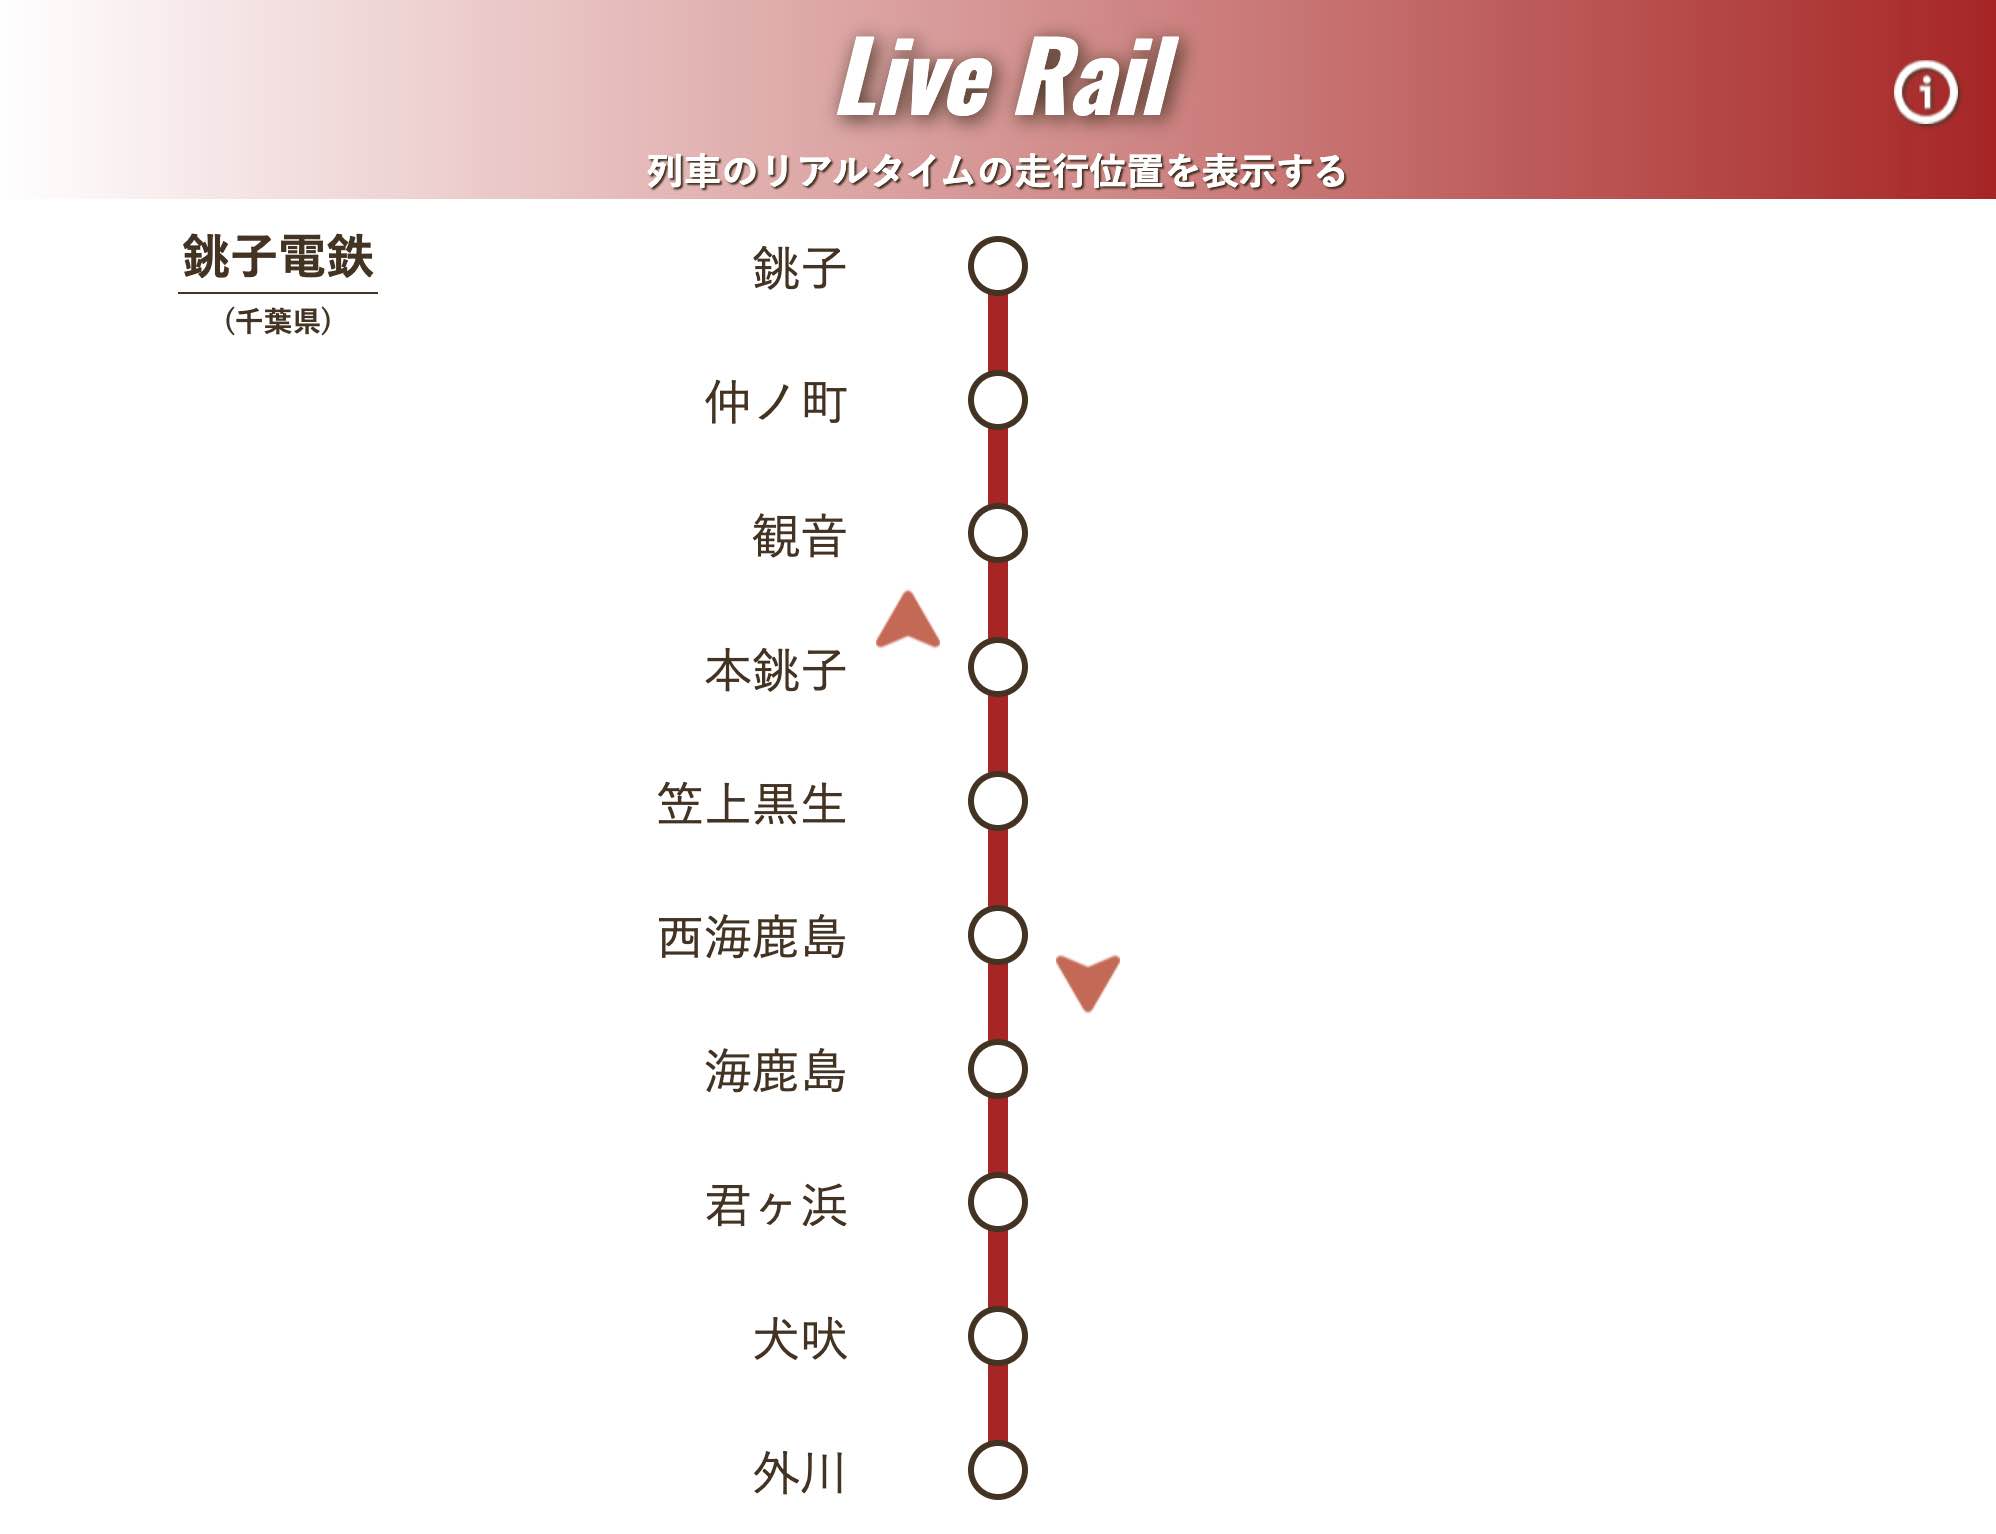 Live Rail
列車のリアルタイムの走行位置を表示する
銚子電鉄
（千葉県）
銚子
仲ノ町
観音
本銚子
笠上黒生
西海鹿島
海鹿島
君ヶ浜
犬吠
外川